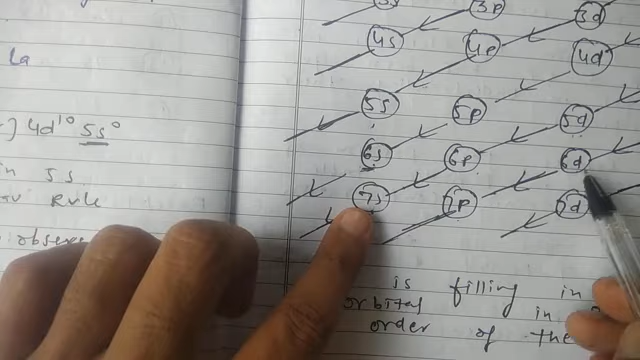 3s 3p 3d
4s 4p 4d
5s 5p 5d
6s 6p 6d
7s 7p 7d
La
4d¹⁰ 5s⁰
in 5s
Rule
is filling in
orbital in
order of the